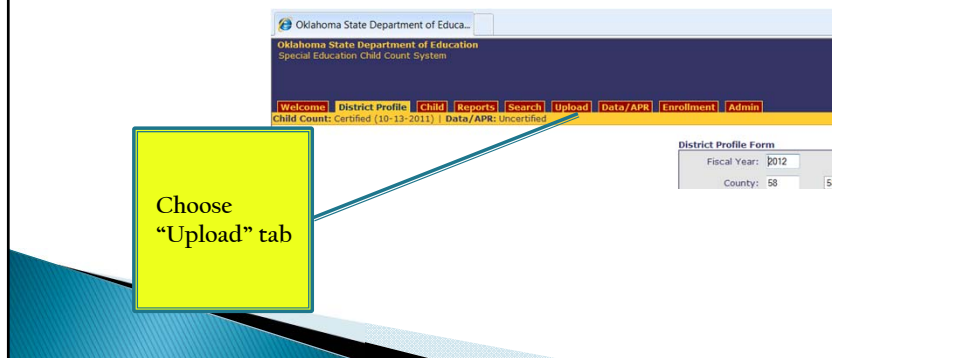 Oklahoma State Department of Educa...
Oklahoma State Department of Education
Special Education Child Count System
Welcome District Profile Child Reports Search Upload Data/APR Enrollment Admin
Child Count: Certified (10-13-2011) | Data/APR: Uncertified
District Profile Form
Fiscal Year: 2012
County: 58
Choose
“Upload” tab